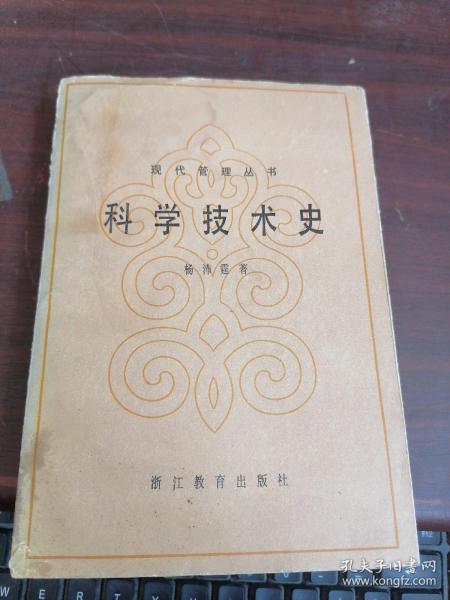 现代管理丛书
科学技术史
杨沛霆著
浙江教育出版社
孔夫子旧书网
www.kongfz.com